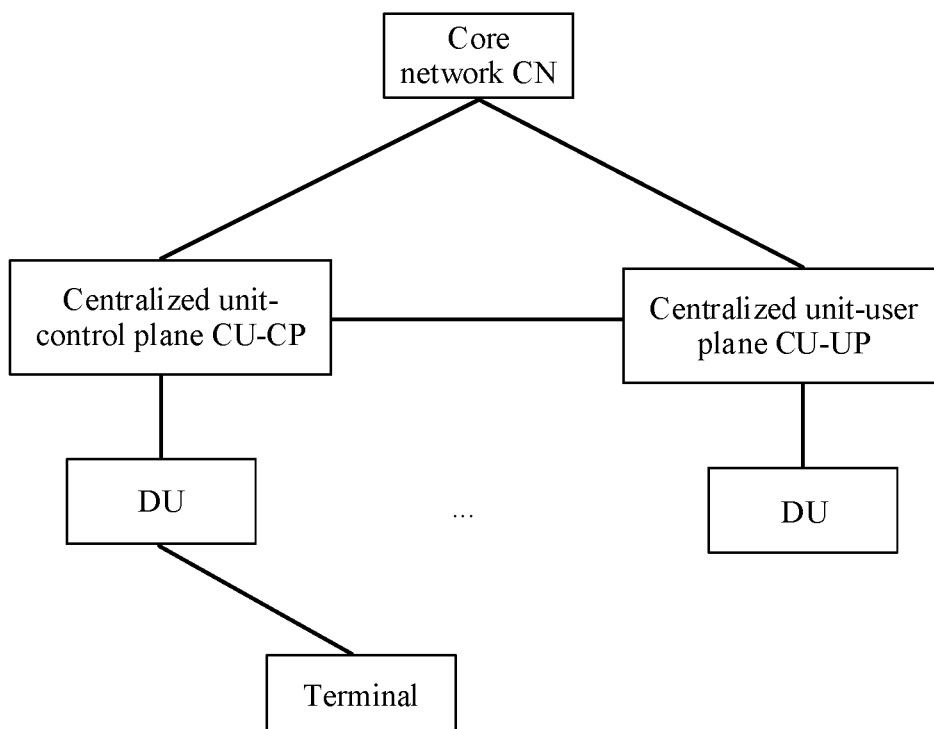 Core
network CN
Centralized unit-
control plane CU-CP
Centralized unit-user
plane CU-UP
DU
...
DU
Terminal